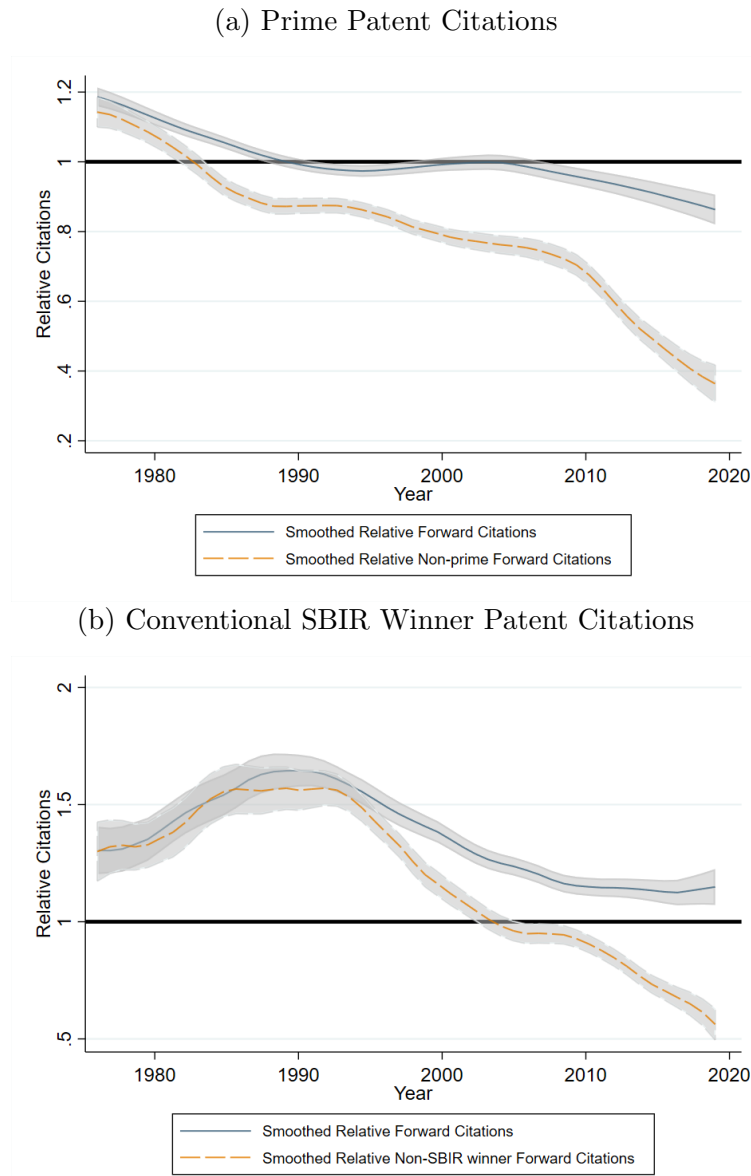 (a) Prime Patent Citations
1.2
1
.8
.6
.4
.2
Relative Citations
1980
1990
2000
2010
2020
Year
Smoothed Relative Forward Citations
Smoothed Relative Non-prime Forward Citations
(b) Conventional SBIR Winner Patent Citations
2
1.5
1
.5
Relative Citations
1980
1990
2000
2010
2020
Year
Smoothed Relative Forward Citations
Smoothed Relative Non-SBIR winner Forward Citations